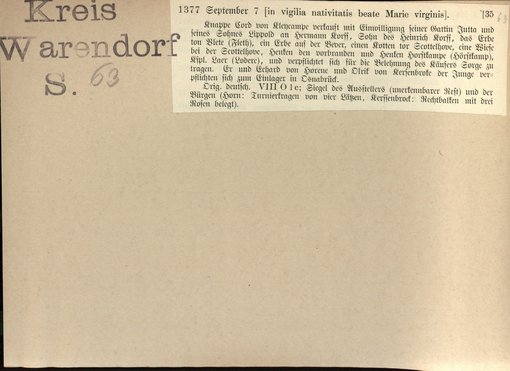 Kreis
Warendorf
S. 63
1377 September 7 [in vigilia nativitatis beate Marie virginis]. [35
63
Knappe Cord von Kleycampe verkauft mit Einwilligung seiner Gattin Jutta und
seines Sohnes Lippold an Hermann Korff, Sohn des Heinrich Korff, das Erbe
ton Vlete (Fleth), ein Erbe auf der Bever, einen Kotten tor Scottelhove, eine Wiese
bei der Scottelhove, Henken den vorbranden und Henken Horstkampe (Hörstkamp),
Kspl. Laer (Lodere), und verpflichtet sich für die Belehnung des Käufers Sorge zu
tragen. Er und Erhard von Horene und Olrik von Kerssenbroke der Junge ver-
pflichten sich zum Einlager in Osnabrück.
Orig. deutsch. VIII O 1 c; Siegel des Ausstellers (unerkennbarer Rest) und der
Bürgen (Horn: Turnierkragen von vier Lätzen, Kerssenbrock: Rechtbalken mit drei
Rosen belegt).